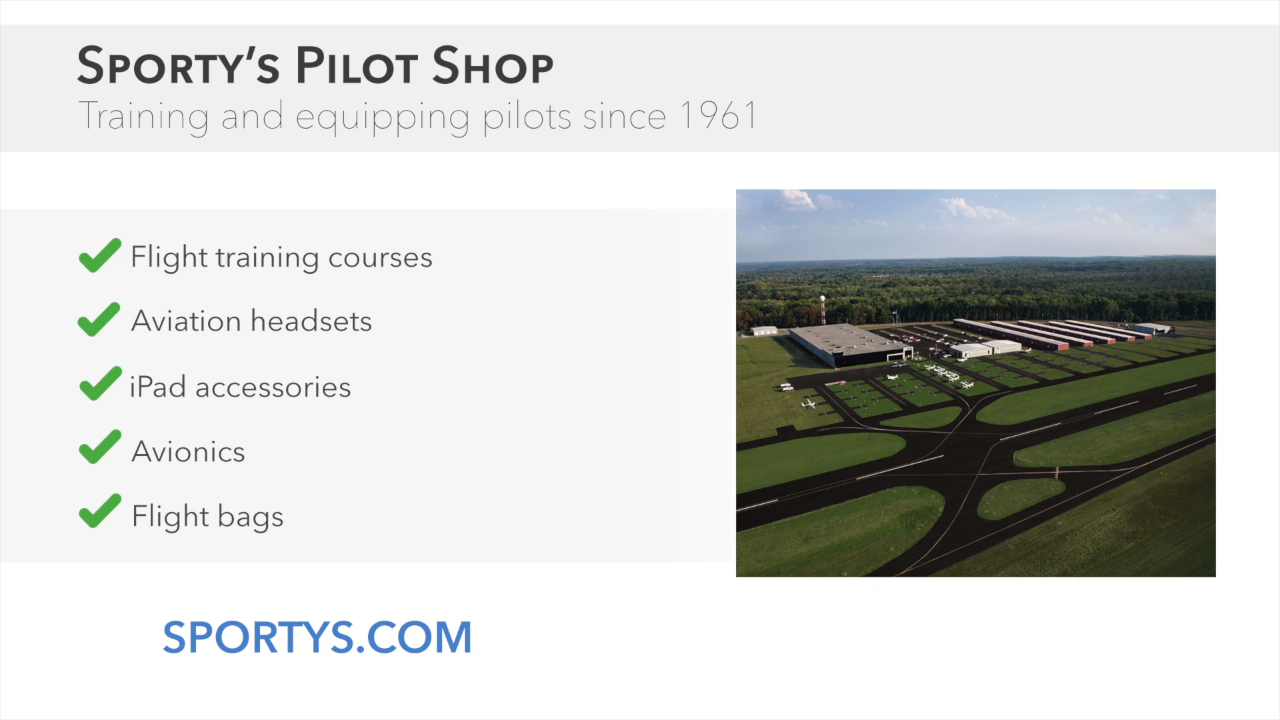 Sporty's Pilot Shop
Training and equipping pilots since 1961
Flight training courses
Aviation headsets
iPad accessories
Avionics
Flight bags
SPORTYS.COM